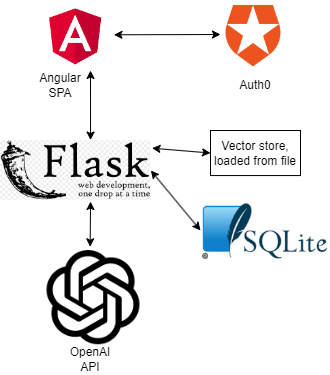 Angular
SPA
Auth0
Flask
web development,
one drop at a time
Vector store,
loaded from file
SQLite
OpenAI
API